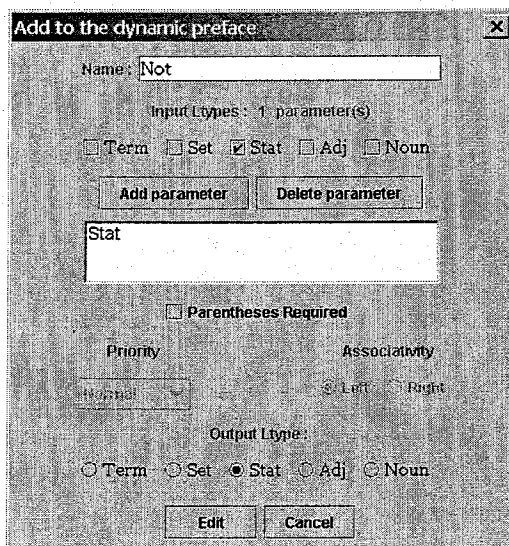 Add to the dynamic preface
Name : Not
Input Ltypes : 1 parameter(s)
Term Set Stat Adj Noun
Add parameter Delete parameter
Stat
Parentheses Required
Priority Associativity
Normal Left Right
Output Ltype :
Term Set Stat Adj Noun
Edit Cancel